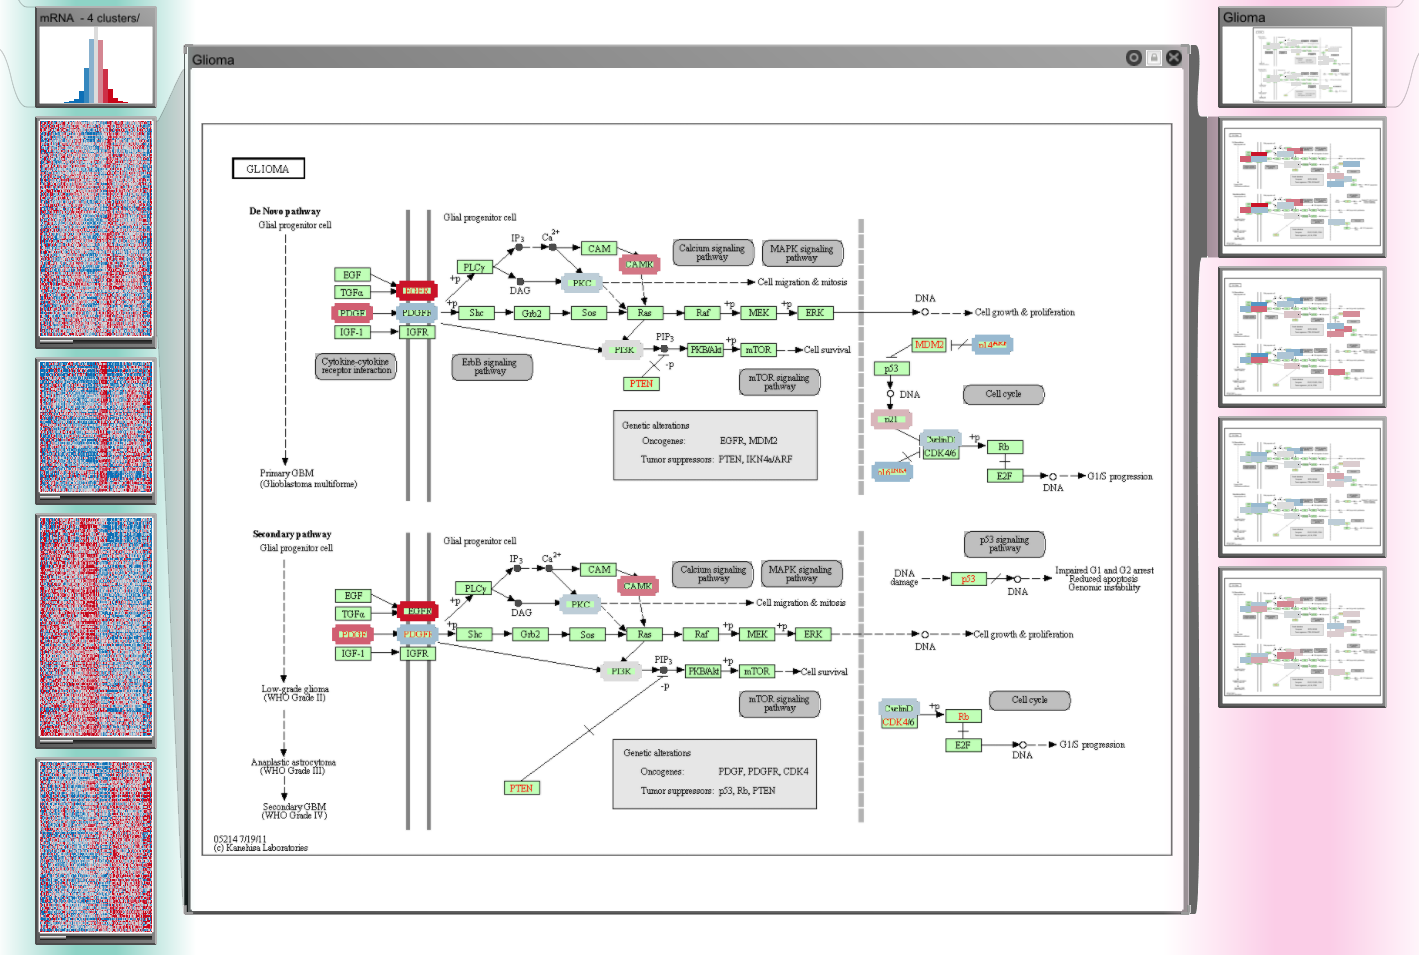 mRNA - 4 clusters/
Glioma
Glioma
GLIOMA
De Novo pathway
Glial progenitor cell
Glial progenitor cell
IP3
Ca2+
CAM
CAMK
Calcium signaling
pathway
MAPK signaling
pathway
PLCγ
+p
DAG
PKC
Cell migration & mitosis
EGF
EGFR
TGFα
PDGF
PDGFR
IGF-1
IGFR
+p
Shc
Grb2
Sos
Ras
Raf
+p
MEK
+p
ERK
DNA
Cell growth & proliferation
PI3K
PIP3
-p
PKB/Akt
+p
mTOR
Cell survival
PTEN
Cytokine-cytokine
receptor interaction
ErbB signaling
pathway
mTOR signaling
pathway
MDM2
p53
DNA
Cell cycle
p21
CyclinD
CDK4/6
+p
Rb
E2F
DNA
G1/S progression
Genetic alterations
Oncogenes: EGFR, MDM2
Tumor suppressors: PTEN, IKN4a/ARF
Primary GBM
(Glioblastoma multiforme)
Secondary pathway
Glial progenitor cell
Glial progenitor cell
IP3
Ca2+
CAM
CAMK
Calcium signaling
pathway
MAPK signaling
pathway
PLCγ
+p
DAG
PKC
Cell migration & mitosis
EGF
EGFR
TGFα
PDGF
PDGFR
IGF-1
IGFR
+p
Shc
Grb2
Sos
Ras
Raf
+p
MEK
+p
ERK
DNA
Cell growth & proliferation
p53 signaling
pathway
DNA
damage
p53
DNA
Impaired G1 and G2 arrest
Reduced apoptosis
Genomic instability
PI3K
PIP3
-p
PKB/Akt
+p
mTOR
Cell survival
mTOR signaling
pathway
Cell cycle
CyclinD
CDK4/6
+p
Rb
E2F
DNA
G1/S progression
Low-grade glioma
(WHO Grade II)
Anaplastic astrocytoma
(WHO Grade III)
Secondary GBM
(WHO Grade IV)
PTEN
Genetic alterations
Oncogenes: PDGF, PDGFR, CDK4
Tumor suppressors: p53, Rb, PTEN
05214 7/19/11
(c) Kanehisa Laboratories